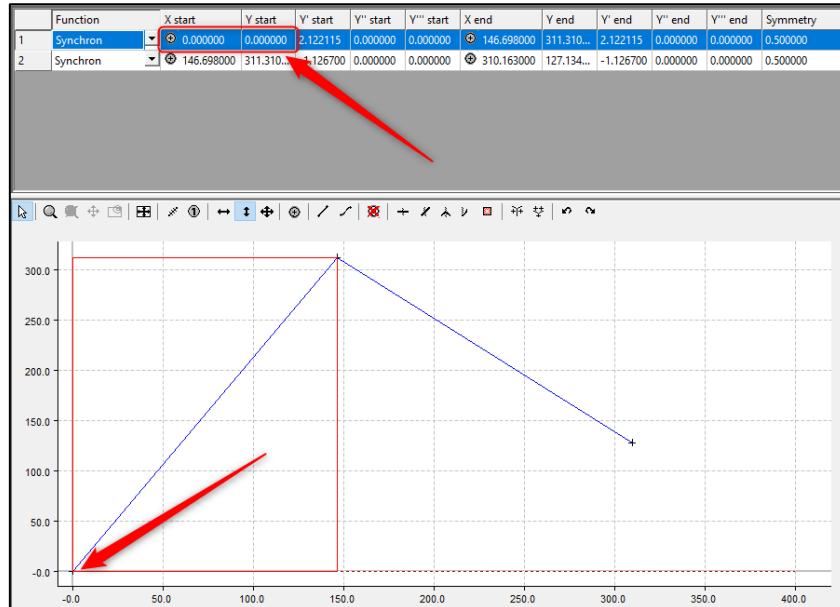 Function X start Y start Y' start Y'' start Y''' start X end Y end Y' end Y'' end Y''' end Symmetry
1 Synchron 0.000000 0.000000 2.122115 0.000000 0.000000 146.698000 311.310... 2.122115 0.000000 0.000000 0.500000
2 Synchron 146.698000 311.310... -1.126700 0.000000 0.000000 310.163000 127.134... -1.126700 0.000000 0.000000 0.500000
300.0
250.0
200.0
150.0
100.0
50.0
-0.0
-0.0 50.0 100.0 150.0 200.0 250.0 300.0 350.0 400.0